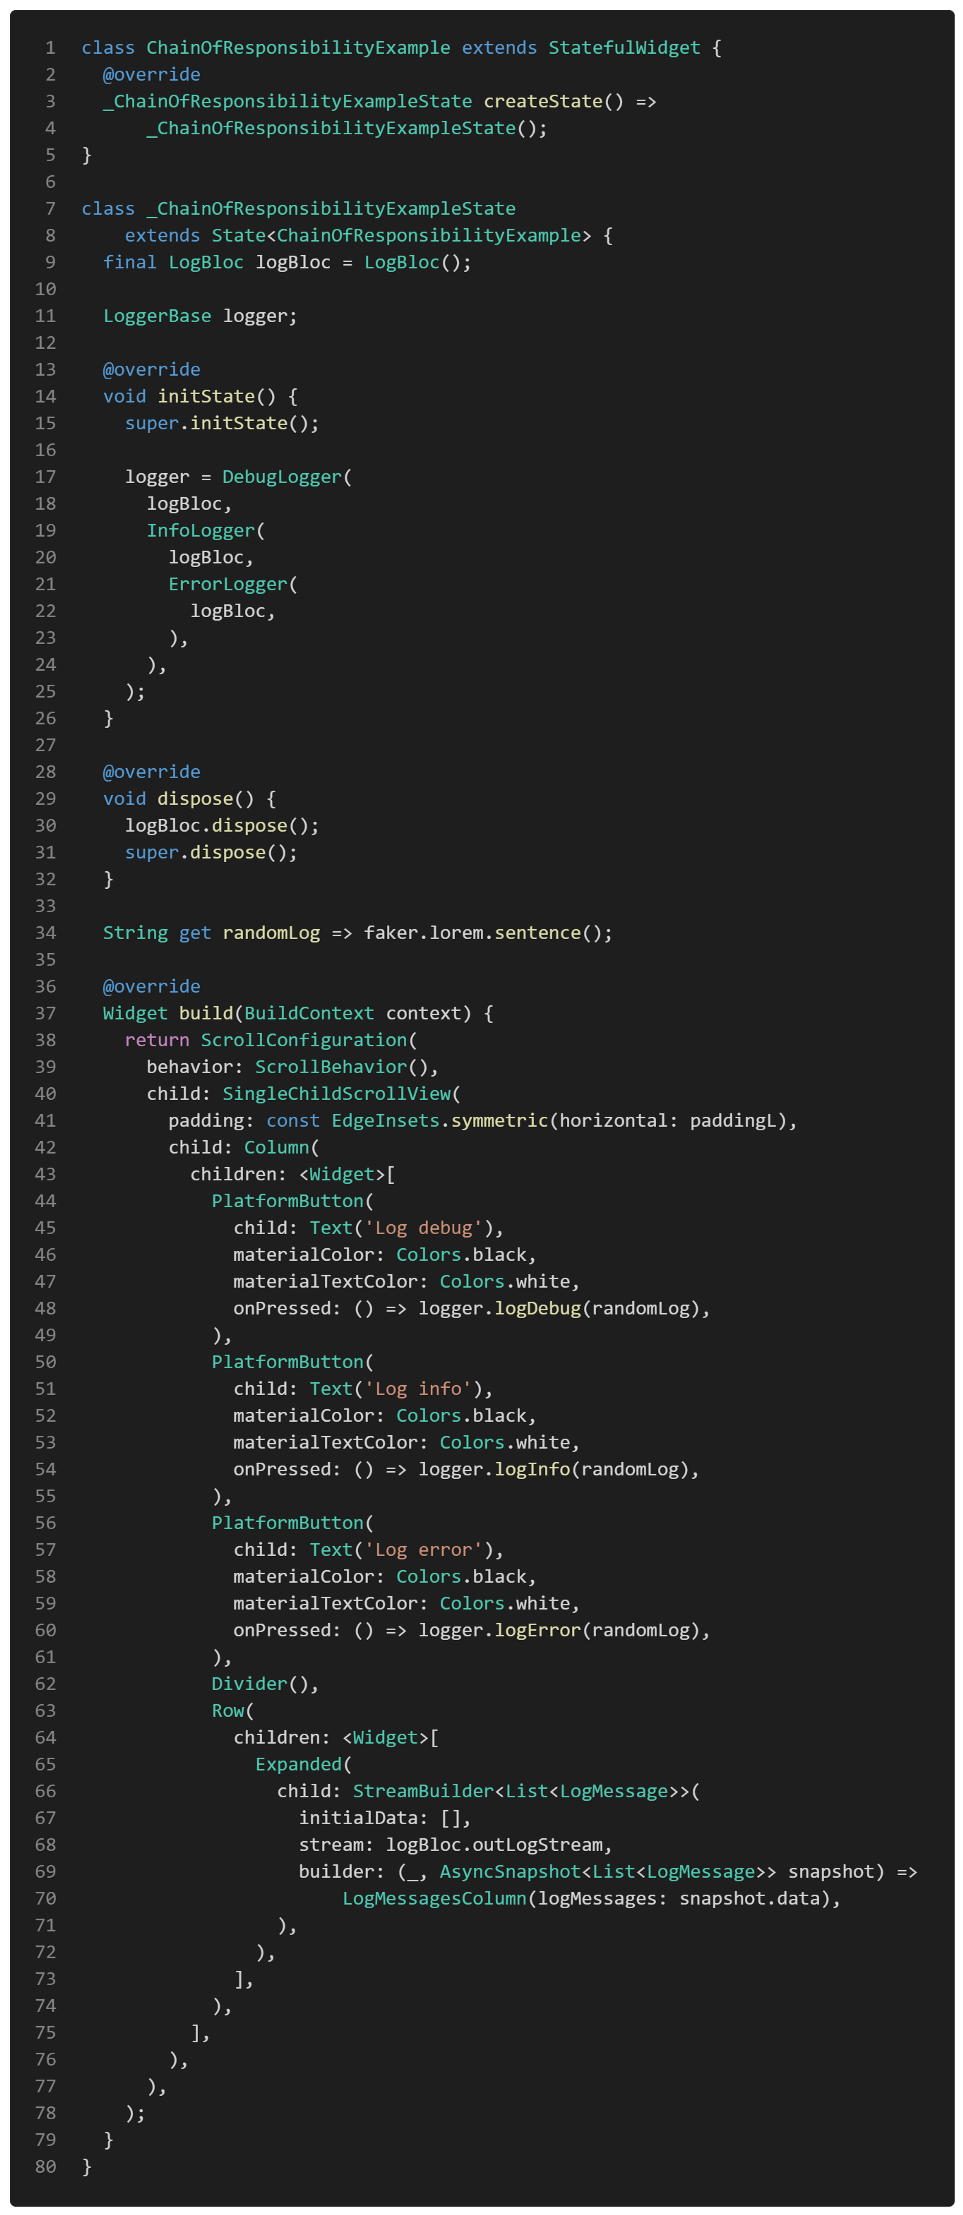 1 class ChainOfResponsibilityExample extends StatefulWidget {
2   @override
3   _ChainOfResponsibilityExampleState createState() =>
4       _ChainOfResponsibilityExampleState();
5 }
6
7 class _ChainOfResponsibilityExampleState
8     extends State<ChainOfResponsibilityExample> {
9   final LogBloc logBloc = LogBloc();
10
11   LoggerBase logger;
12
13   @override
14   void initState() {
15     super.initState();
16
17     logger = DebugLogger(
18       logBloc,
19       InfoLogger(
20         logBloc,
21         ErrorLogger(
22           logBloc,
23         ),
24       ),
25     );
26   }
27
28   @override
29   void dispose() {
30     logBloc.dispose();
31     super.dispose();
32   }
33
34   String get randomLog => faker.lorem.sentence();
35
36   @override
37   Widget build(BuildContext context) {
38     return ScrollConfiguration(
39       behavior: ScrollBehavior(),
40       child: SingleChildScrollView(
41         padding: const EdgeInsets.symmetric(horizontal: paddingL),
42         child: Column(
43           children: <Widget>[
44             PlatformButton(
45               child: Text('Log debug'),
46               materialColor: Colors.black,
47               materialTextColor: Colors.white,
48               onPressed: () => logger.logDebug(randomLog),
49             ),
50             PlatformButton(
51               child: Text('Log info'),
52               materialColor: Colors.black,
53               materialTextColor: Colors.white,
54               onPressed: () => logger.logInfo(randomLog),
55             ),
56             PlatformButton(
57               child: Text('Log error'),
58               materialColor: Colors.black,
59               materialTextColor: Colors.white,
60               onPressed: () => logger.logError(randomLog),
61             ),
62             Divider(),
63             Row(
64               children: <Widget>[
65                 Expanded(
66                   child: StreamBuilder<List<LogMessage>>(
67                     initialData: [],
68                     stream: logBloc.outLogStream,
69                     builder: (_, AsyncSnapshot<List<LogMessage>> snapshot) =>
70                         LogMessagesColumn(logMessages: snapshot.data),
71                   ),
72                 ),
73               ],
74             ),
75           ],
76         ),
77       ),
78     );
79   }
80 }